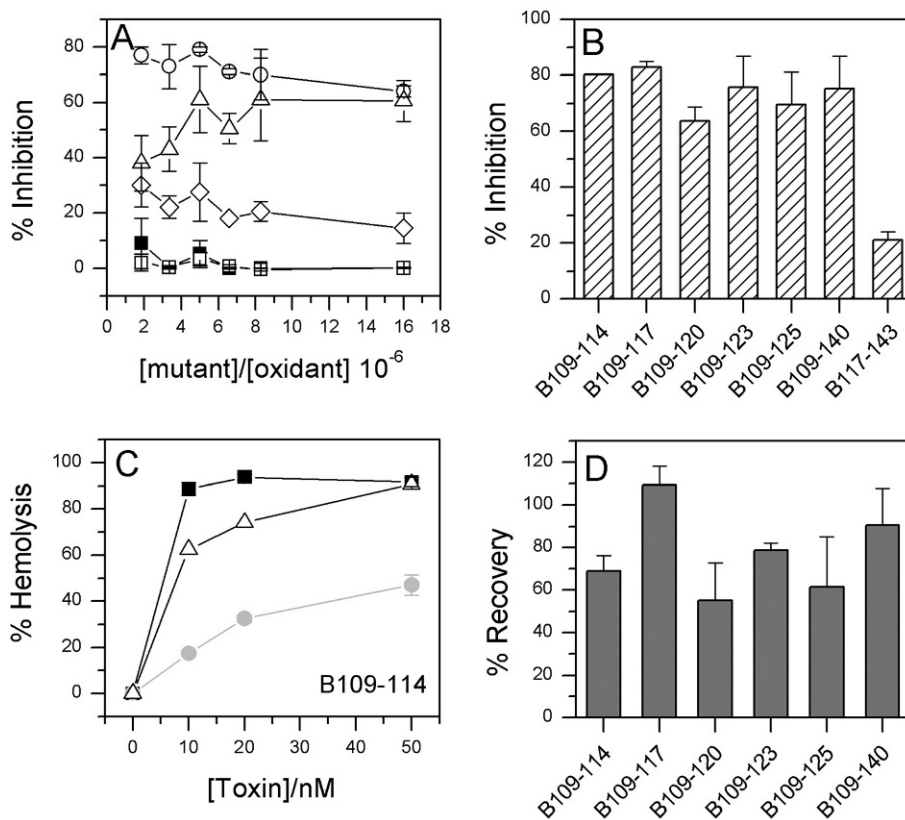 A
% Inhibition
80
60
40
20
0
0 2 4 6 8 10 12 14 16 18
[mutant]/[oxidant] 10⁻⁶
B
% Inhibition
100
80
60
40
20
0
B109-114
B109-117
B109-120
B109-123
B109-125
B109-140
B117-143
C
% Hemolysis
100
80
60
40
20
0
B109-114
0 10 20 30 40 50
[Toxin]/nM
D
% Recovery
120
100
80
60
40
20
0
B109-114
B109-117
B109-120
B109-123
B109-125
B109-140